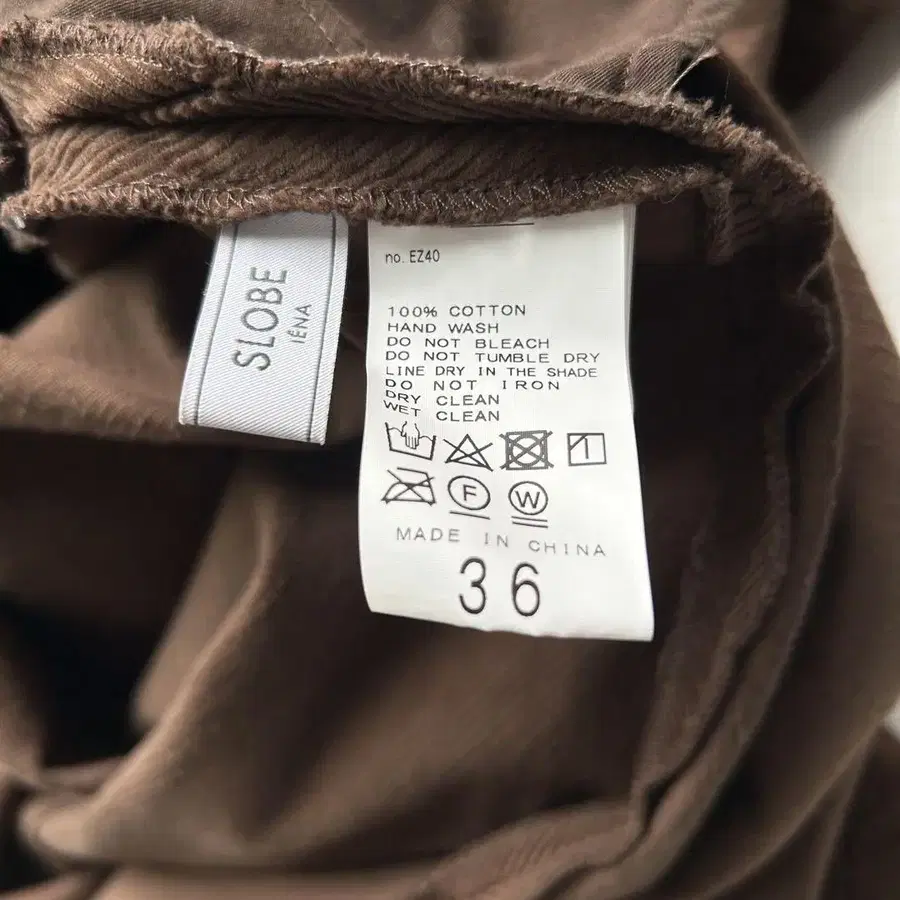 SLOBE
IÉNA
no. EZ40
100% COTTON
HAND WASH
DO NOT BLEACH
DO NOT TUMBLE DRY
LINE DRY IN THE SHADE
DO NOT IRON
DRY CLEAN
WET CLEAN
F
W
MADE IN CHINA
36